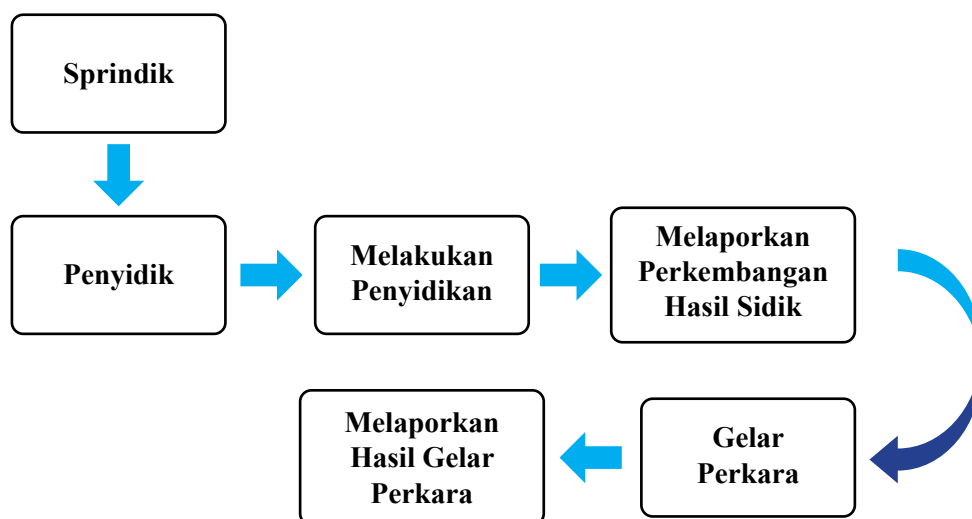 Sprindik
Penyidik
Melakukan
Penyidikan
Melaporkan
Perkembangan
Hasil Sidik
Gelar
Perkara
Melaporkan
Hasil Gelar
Perkara